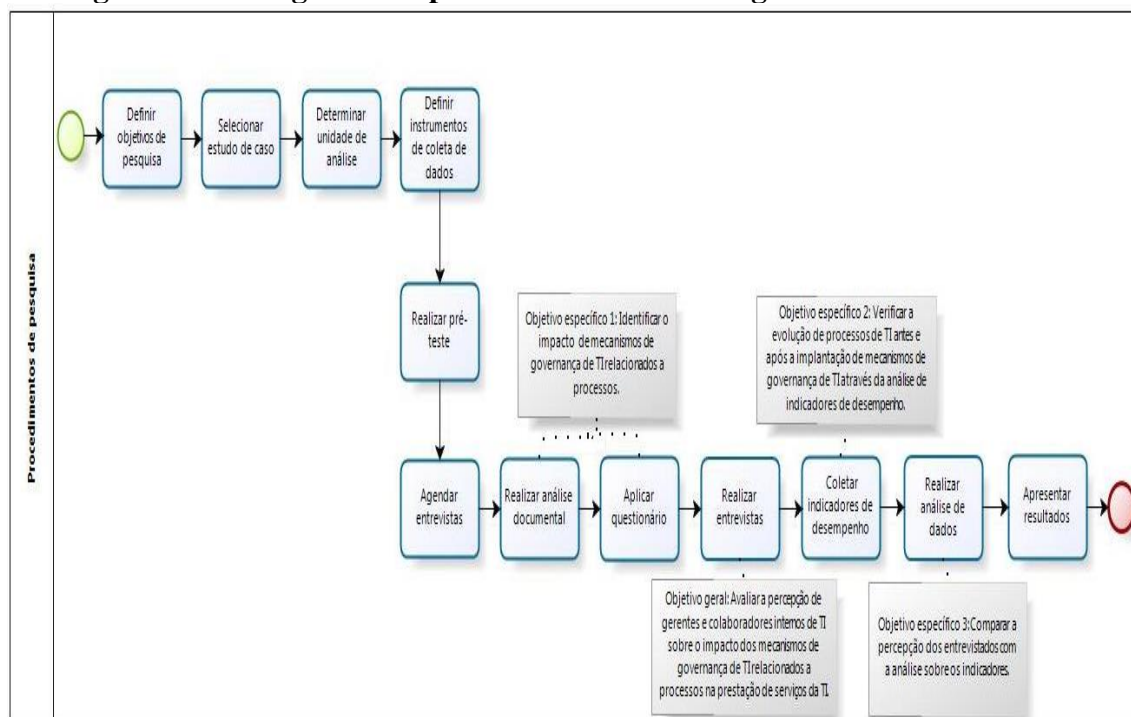 Procedimentos de pesquisa
Definir
objetivos de
pesquisa
Selecionar
estudo de caso
Determinar
unidade de
análise
Definir
instrumentos
de coleta de
dados
Realizar pré-
teste
Objetivo específico 1: Identificar o
impacto de mecanismos de
governança de TI relacionados a
processos.
Objetivo específico 2: Verificar a
evolução de processos de TI artes e
após a implantação de mecanismos de
governança de TI através da análise de
indicadores de desempenho.
Agendar
entrevistas
Realizar análise
documental
Aplicar
questionário
Realizar
entrevistas
Coletar
indicadores de
desempenho
Realizar
análise de
dados
Apresentar
resultados
Objetivo geral: Avaliar a percepção de
gerentes e colaboradores internos de TI
sobre o impacto dos mecanismos de
governança de TI relacionados a
processos na prestação de serviços da TI.
Objetivo específico 3: Comparar a
percepção dos entrevistados com
a análise sobre os indicadores.